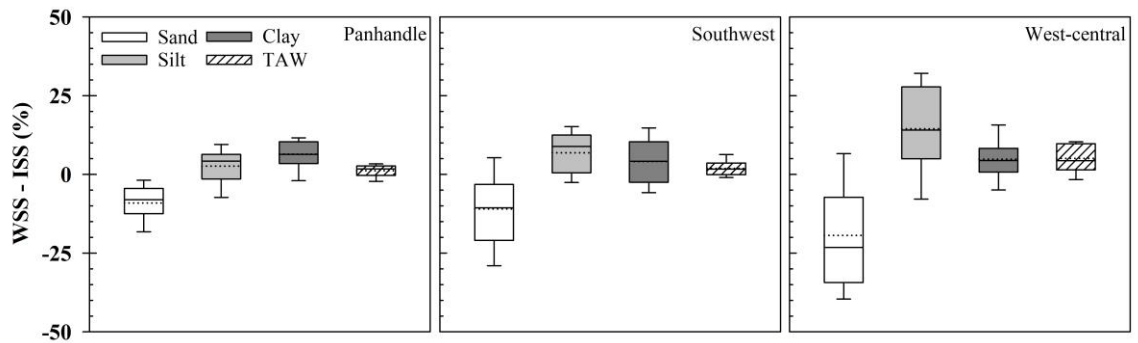 WSS - ISS (%)
50
25
0
-25
-50
Sand
Clay
Silt
TAW
Panhandle
Southwest
West-central